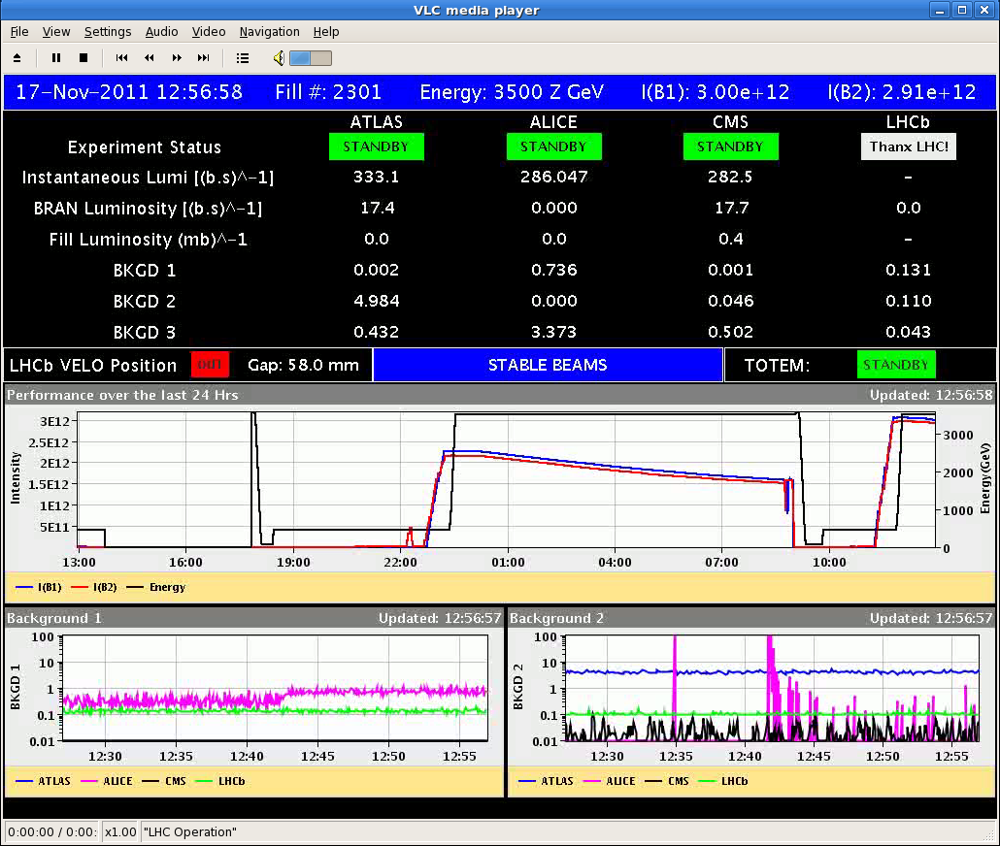 VLC media player
File View Settings Audio Video Navigation Help
17-Nov-2011 12:56:58 Fill #: 2301 Energy: 3500 Z GeV I(B1): 3.00e+12 I(B2): 2.91e+12
ATLAS ALICE CMS LHCb
Experiment Status STANDBY STANDBY STANDBY Thanx LHC!
Instantaneous Lumi [(b.s)^-1] 333.1 286.047 282.5 -
BRAN Luminosity [(b.s)^-1] 17.4 0.000 17.7 0.0
Fill Luminosity (mb)^-1 0.0 0.0 0.4 -
BKGD 1 0.002 0.736 0.001 0.131
BKGD 2 4.984 0.000 0.046 0.110
BKGD 3 0.432 3.373 0.502 0.043
LHCb VELO Position OUT Gap: 58.0 mm STABLE BEAMS TOTEM: STANDBY
Performance over the last 24 Hrs Updated: 12:56:58
Intensity
3E12
2.5E12
2E12
1.5E12
1E12
5E11
3000
2000
1000
0
Energy(GeV)
13:00 16:00 19:00 22:00 01:00 04:00 07:00 10:00
I(B1) I(B2) Energy
Background 1 Updated: 12:56:57
BKGD 1
100
10
1
0.1
0.01
12:30 12:35 12:40 12:45 12:50 12:55
ATLAS ALICE CMS LHCb
Background 2 Updated: 12:56:57
BKGD 2
100
10
1
0.1
0.01
12:30 12:35 12:40 12:45 12:50 12:55
ATLAS ALICE CMS LHCb
0:00:00 / 0:00: x1.00 "LHC Operation"